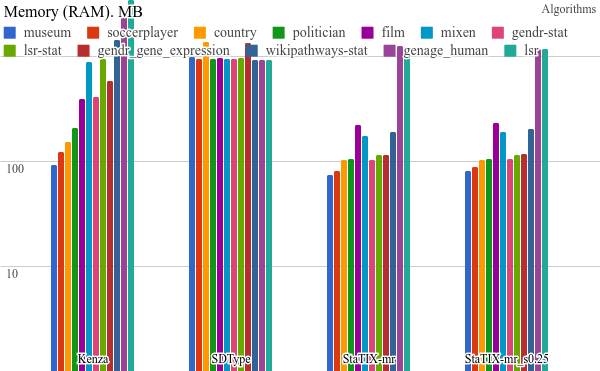 Memory (RAM). MB
Algorithms
museum soccerplayer country politician film mixen gendr-stat
lsr-stat gendr_gene_expression wikipathways-stat genage_human lsr
100
10
Kenza SDType StaTIX-mr StaTIX-mr_s0.25